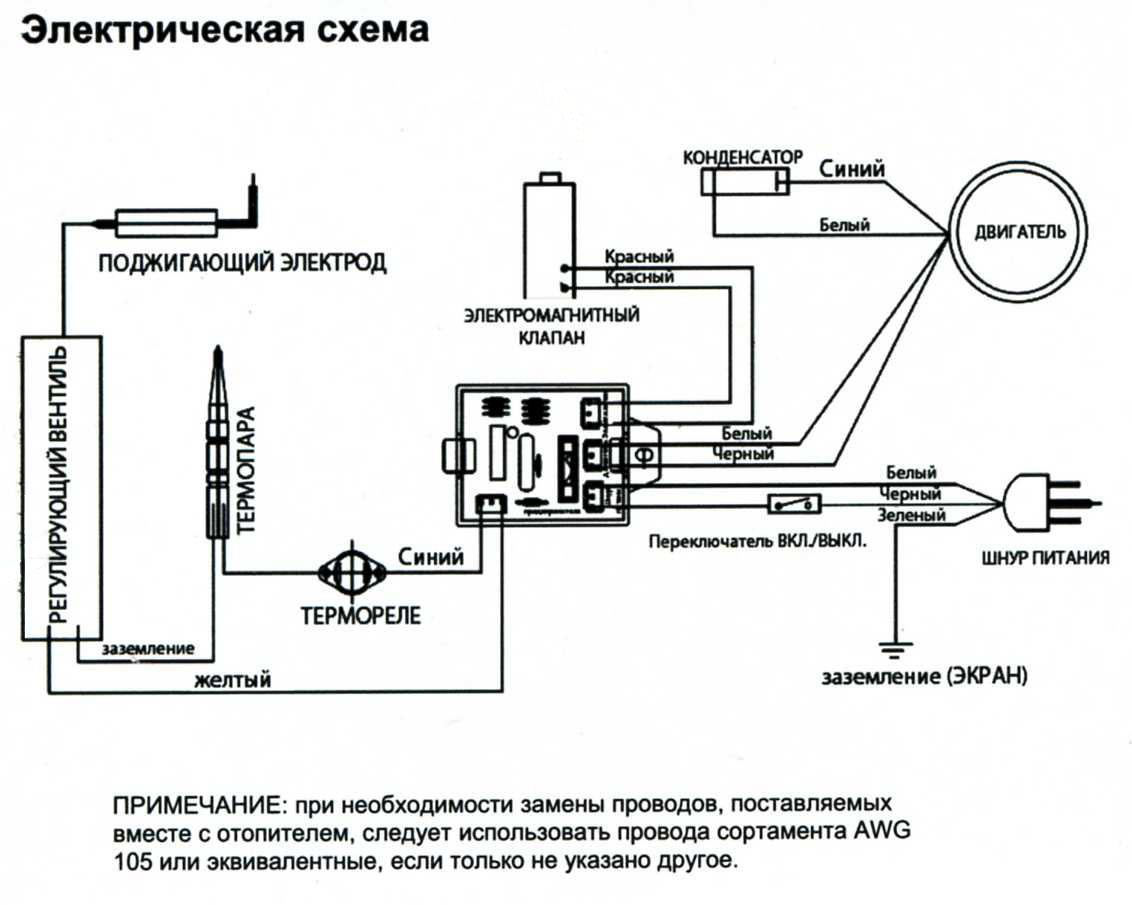 Электрическая схема
КОНДЕНСАТОР
Синий
Белый
ДВИГАТЕЛЬ
ПОДЖИГАЮЩИЙ ЭЛЕКТРОД
Красный
Красный
ЭЛЕКТРОМАГНИТНЫЙ
КЛАПАН
РЕГУЛИРУЮЩИЙ ВЕНТИЛЬ
ТЕРМОПАРА
Белый
Черный
Белый
Черный
Зеленый
Переключатель ВКЛ./ВЫКЛ.
ШНУР ПИТАНИЯ
Синий
ТЕРМОРЕЛЕ
заземление
желтый
заземление (ЭКРАН)
ПРИМЕЧАНИЕ: при необходимости замены проводов, поставляемых
вместе с отопителем, следует использовать провода сортамента AWG
105 или эквивалентные, если только не указано другое.